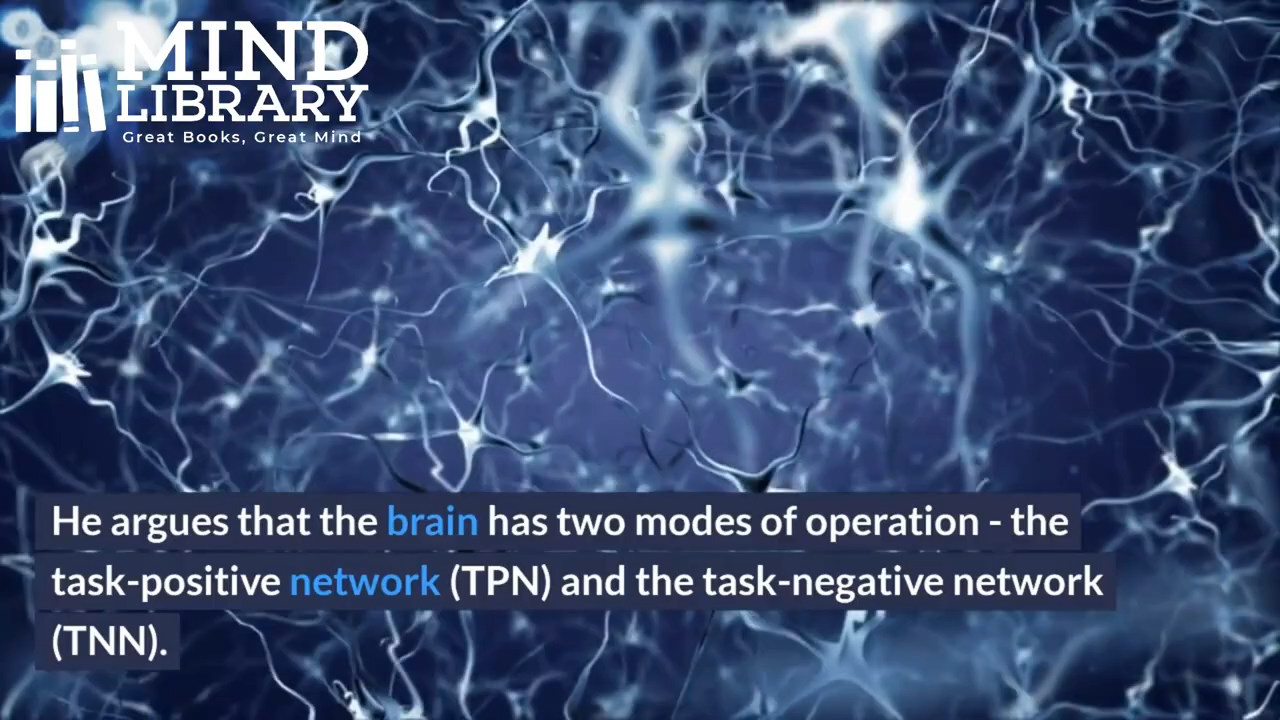 MIND
LIBRARY
Great Books, Great Mind
He argues that the brain has two modes of operation - the
task-positive network (TPN) and the task-negative network
(TNN).